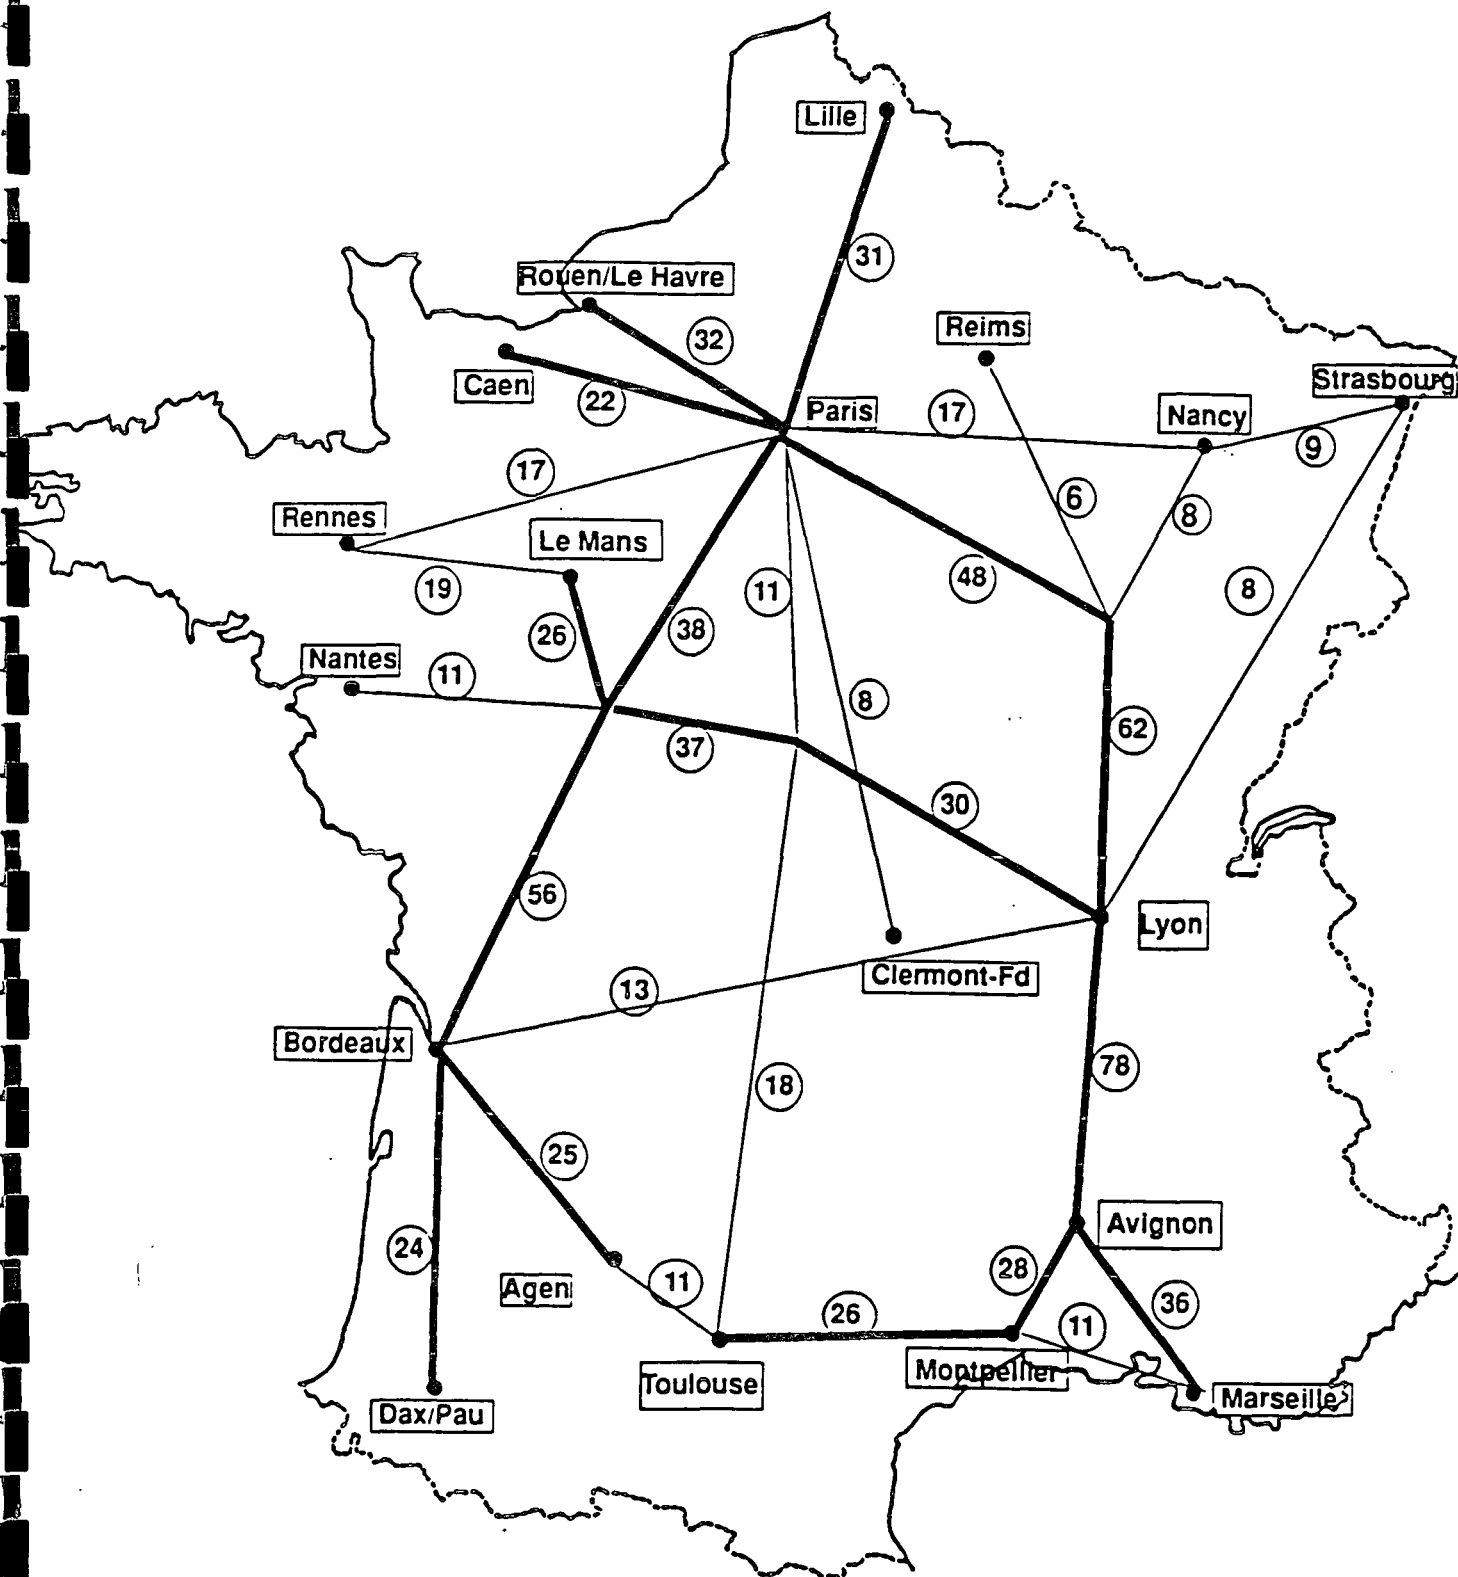 Lille
31
Rouen/Le Havre
32
Reims
Strasbourg
Caen
22
Paris
17
Nancy
9
17
6
8
Rennes
Le Mans
48
11
8
19
26
38
Nantes
11
8
62
37
30
56
Lyon
Clermont-Fd
13
Bordeaux
78
18
25
Avignon
24
28
Agen
11
36
26
11
Montpellier
Toulouse
Marseille
Dax/Pau